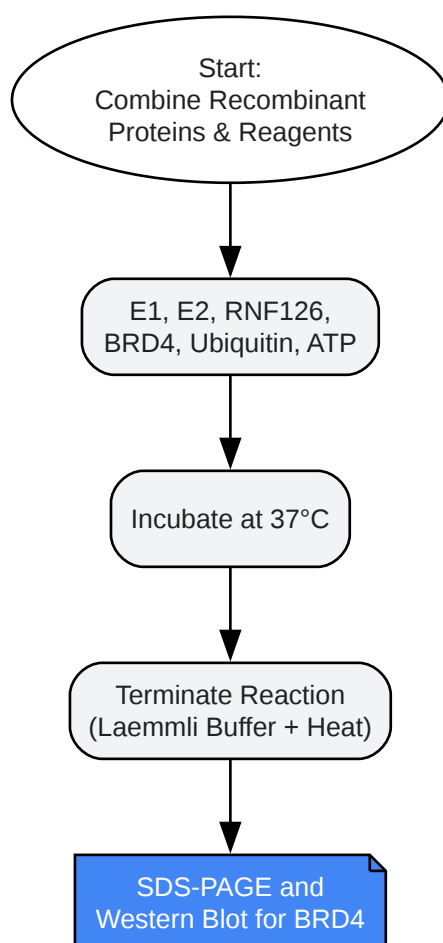 Start:
Combine Recombinant
Proteins & Reagents
E1, E2, RNF126,
BRD4, Ubiquitin, ATP
Incubate at 37°C
Terminate Reaction
(Laemmli Buffer + Heat)
SDS-PAGE and
Western Blot for BRD4